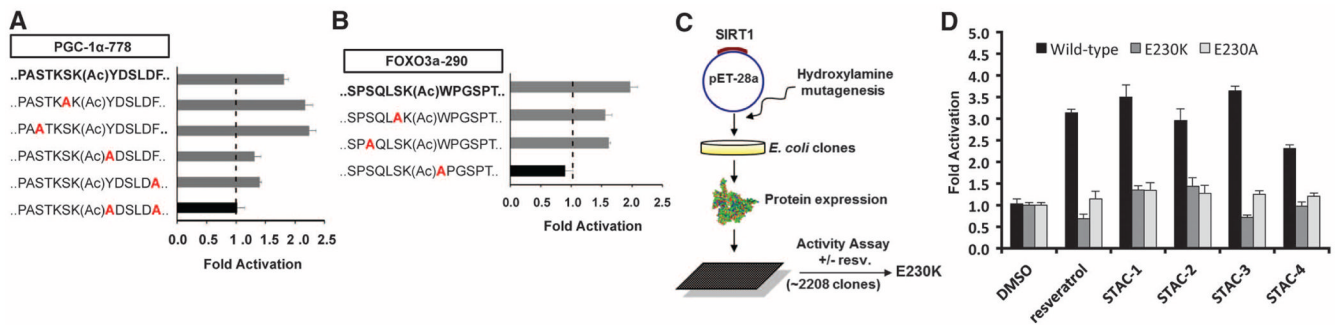 A
PGC-1α-778
..PASTKSK(Ac)YDSLDF..
..PASTKAK(Ac)YDSLDF..
..PAATKSK(Ac)YDSLDF..
..PASTKSK(Ac)ADSLDF..
..PASTKSK(Ac)YDSLDA..
..PASTKSK(Ac)ADSLDA..
0.0 0.5 1.0 1.5 2.0 2.5
Fold Activation
B
FOXO3a-290
..SPSQLSK(Ac)WPGSPT..
..SPSQLAK(Ac)WPGSPT..
..SPAQLSK(Ac)WPGSPT..
..SPSQLSK(Ac)APGSPT..
0.0 0.5 1.0 1.5 2.0 2.5
Fold Activation
C
SIRT1
pET-28a
Hydroxylamine
mutagenesis
E. coli clones
Protein expression
Activity Assay
+/- resv.
(~2208 clones)
E230K
D
Fold Activation
5.0
4.5
4.0
3.5
3.0
2.5
2.0
1.5
1.0
0.5
0.0
Wild-type E230K E230A
DMSO
resveratrol
STAC-1
STAC-2
STAC-3
STAC-4